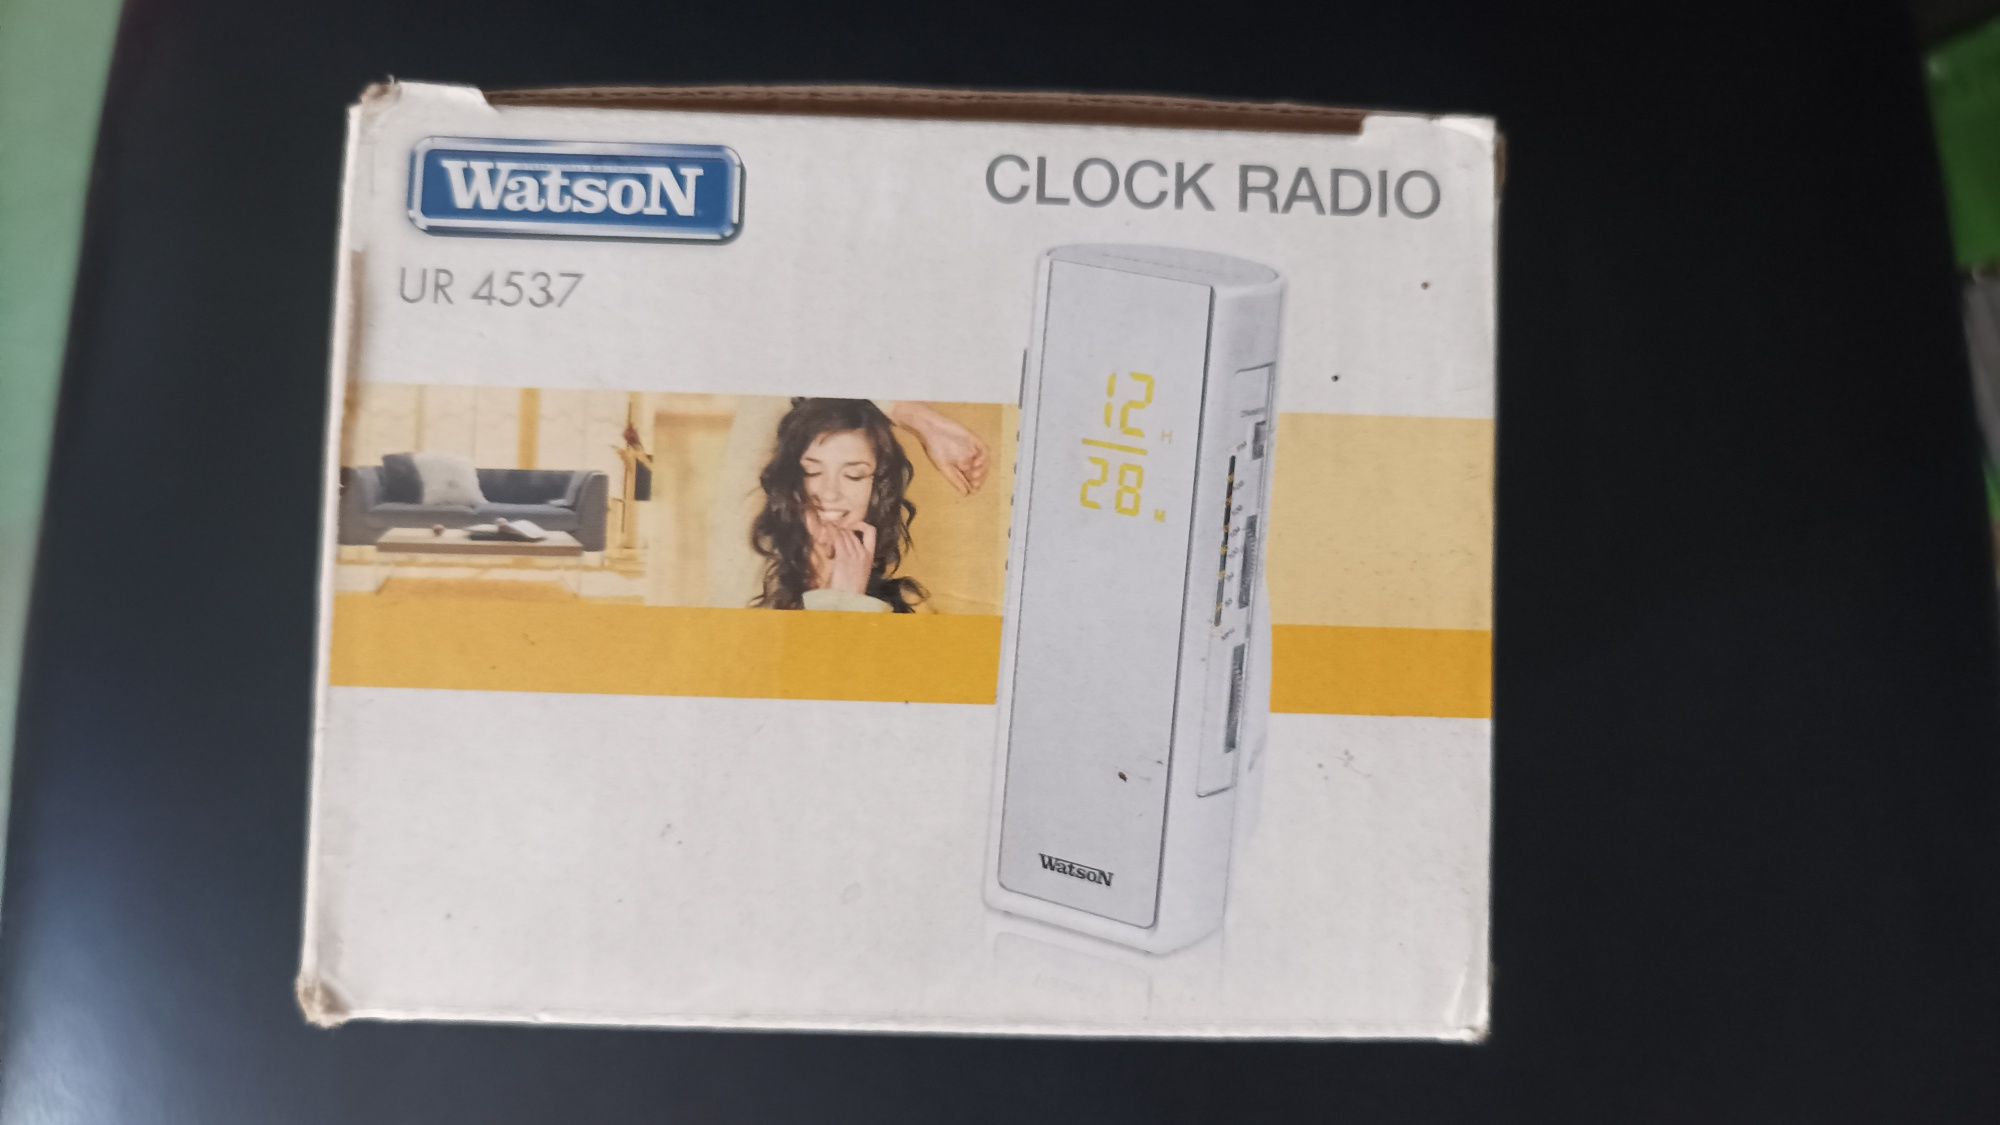 WatsoN
CLOCK RADIO
UR 4537
12 H
28 M
WatsoN